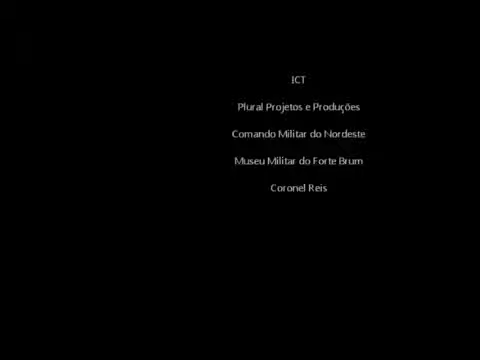 ICT
Plural Projetos e Produções
Comando Militar do Nordeste
Museu Militar do Forte Brum
Coronel Reis